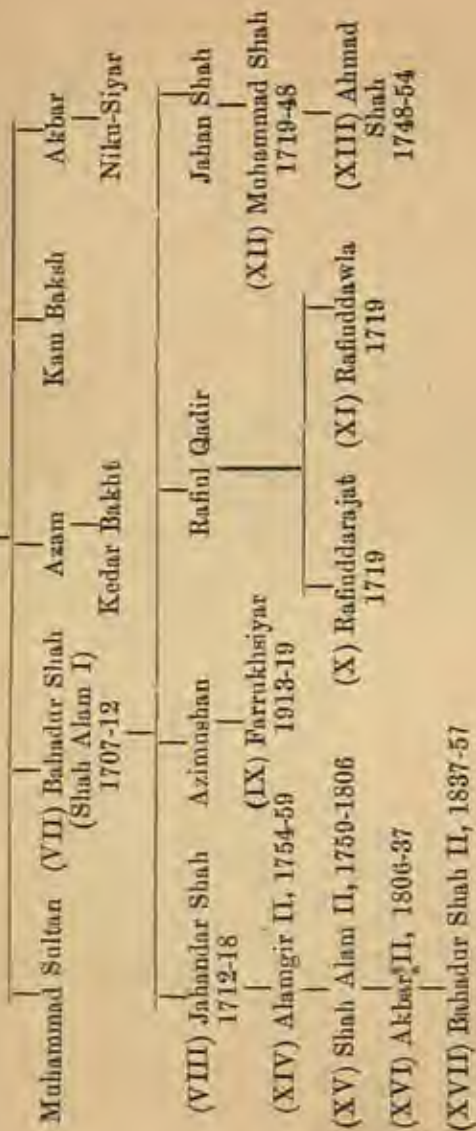 Muhammad Sultan (VII) Bahadur Shah Azam Kam Baksh Akbar
(Shah Alam I)
1707-12
Kedar Bakht Niku-Siyar
(VIII) Jahandar Shah Azimushan Rafiul Qadir Jahan Shah
1712-18
(IX) Farrukhsiyar
1913-19
(XII) Muhammad Shah
1719-48
(XIV) Alamgir II, 1754-59
(X) Rafiuddarajat (XI) Rafiuddawla
1719 1719
(XIII) Ahmad
Shah
1748-54
(XV) Shah Alam II, 1759-1806
(XVI) Akbar II, 1806-37
(XVII) Bahadur Shah II, 1837-57